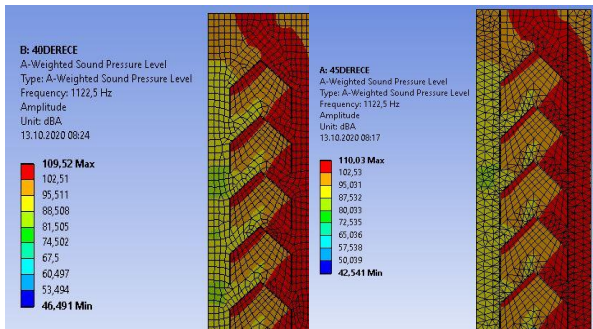 B: 40DERECE
A-Weighted Sound Pressure Level
Type: A-Weighted Sound Pressure Level
Frequency: 1122,5 Hz
Amplitude
Unit: dBA
13.10.2020 08:24
109,52 Max
102,51
95,511
88,508
81,505
74,502
67,5
60,497
53,494
46,491 Min
A: 45DERECE
A-Weighted Sound Pressure Level
Type: A-Weighted Sound Pressure Level
Frequency: 1122,5 Hz
Amplitude
Unit: dBA
13.10.2020 08:17
110,03 Max
102,53
95,031
87,532
80,033
72,535
65,036
57,538
50,039
42,541 Min